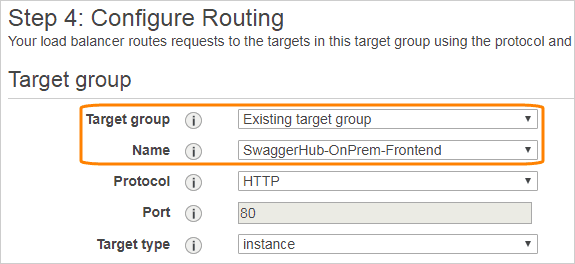 Step 4: Configure Routing
Your load balancer routes requests to the targets in this target group using the protocol and
Target group
Target group i Existing target group
Name i SwaggerHub-OnPrem-Frontend
Protocol i HTTP
Port i 80
Target type i instance